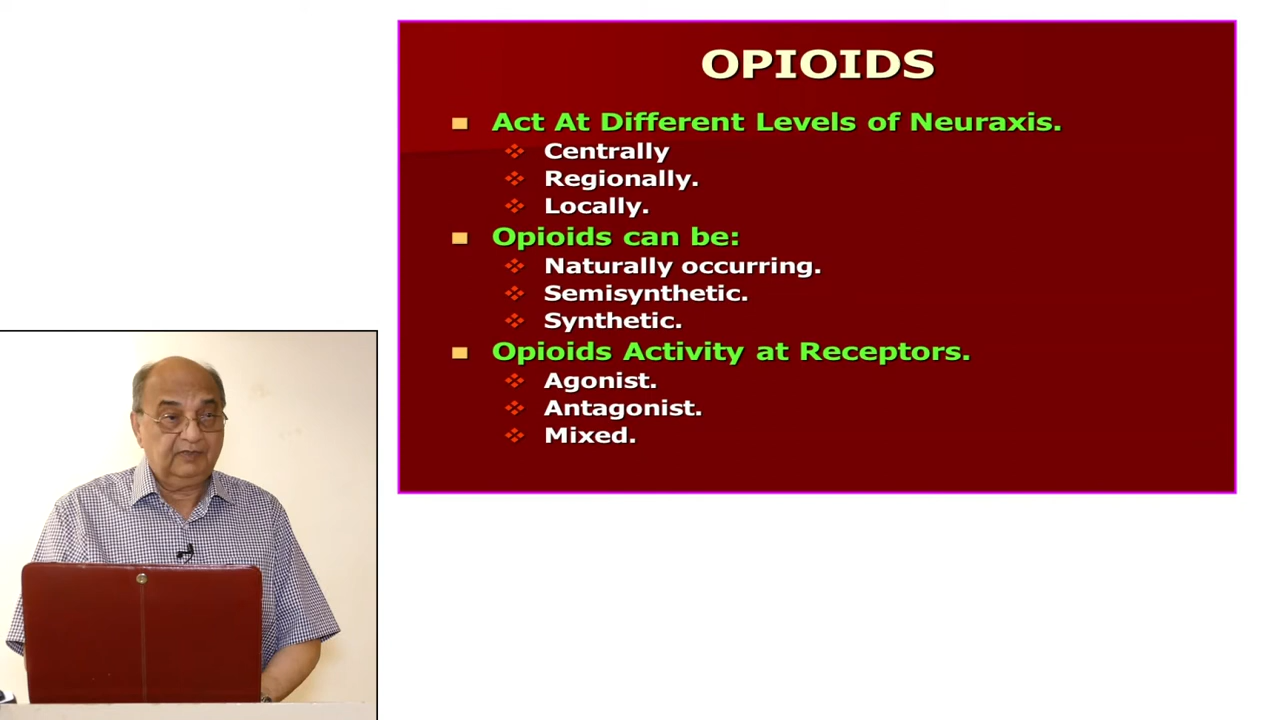 OPIOIDS
Act At Different Levels of Neuraxis.
Centrally
Regionally.
Locally.
Opioids can be:
Naturally occurring.
Semisynthetic.
Synthetic.
Opioids Activity at Receptors.
Agonist.
Antagonist.
Mixed.